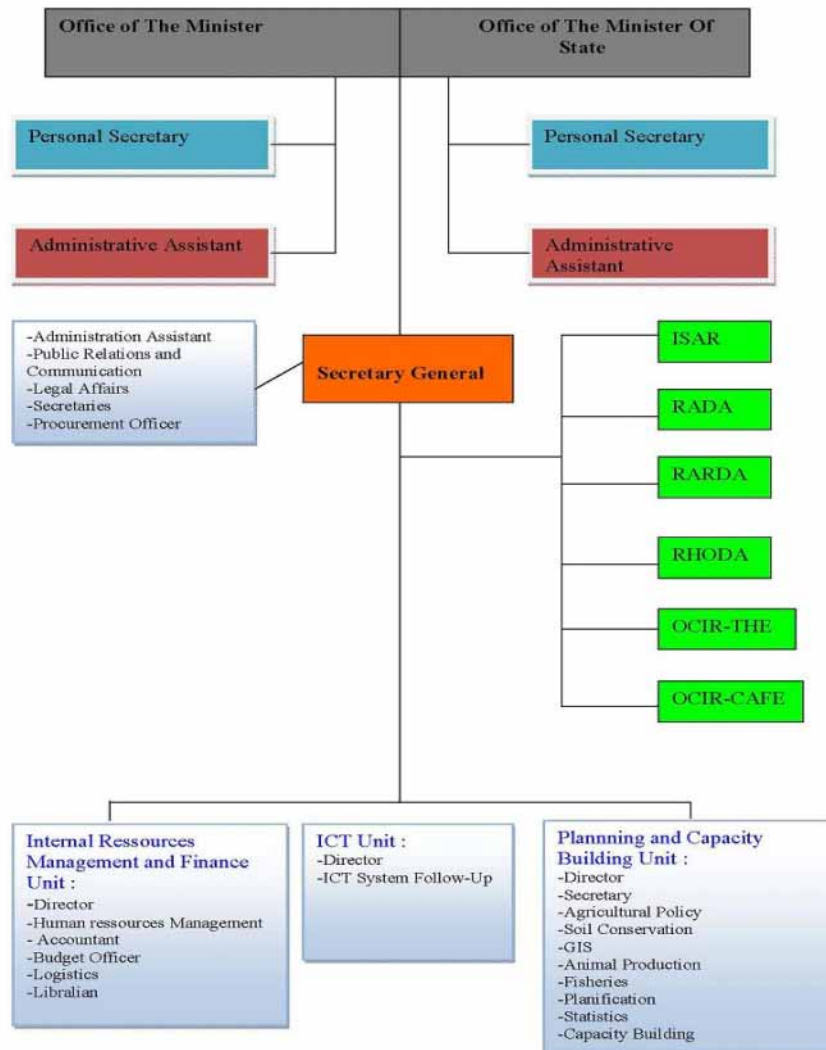 Office of The Minister
Office of The Minister Of
State
Personal Secretary
Personal Secretary
Administrative Assistant
Administrative
Assistant
-Administration Assistant
-Public Relations and
Communication
-Legal Affairs
-Secretaries
-Procurement Officer
Secretary General
ISAR
RADA
RARDA
RHODA
OCIR-THE
OCIR-CAFE
Internal Ressources
Management and Finance
Unit :
-Director
-Human ressources Management
- Accountant
-Budget Officer
-Logistics
-Libralian
ICT Unit :
-Director
-ICT System Follow-Up
Plannning and Capacity
Building Unit :
-Director
-Secretary
-Agricultural Policy
-Soil Conservation
-GIS
-Animal Production
-Fisheries
-Planification
-Statistics
-Capacity Building